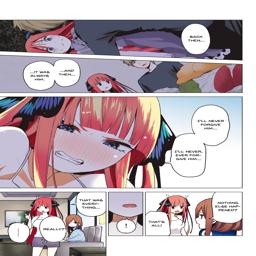 BACK
THEN...
...AND
THEN...
...IT WAS
ALWAYS
HIM.
I'LL NEVER
FORGIVE
HIM...
I'LL NEVER,
EVER FOR-
GIVE HIM...
NOTHING
ELSE HAP-
PENED?
THAT'S
ALL!
!
THAT WAS
EVERY-
THING...
REALLY?